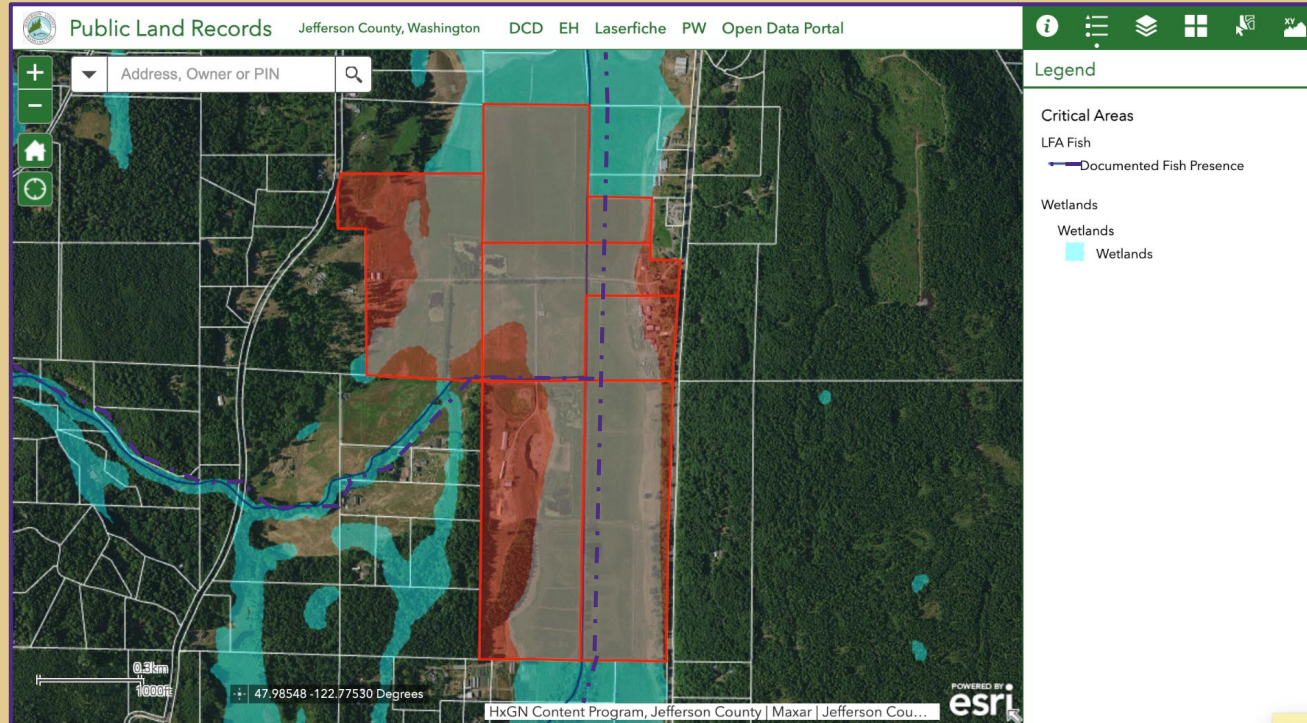 Public Land Records
Jefferson County, Washington
DCD EH Laserfiche PW Open Data Portal
i
XY
+
Address, Owner or PIN
−
Legend
Critical Areas
LFA Fish
Documented Fish Presence
Wetlands
Wetlands
Wetlands
0.3km
1000ft
47.98548 -122.77530 Degrees
HxGN Content Program, Jefferson County | Maxar | Jefferson Cou...
POWERED BY
esri